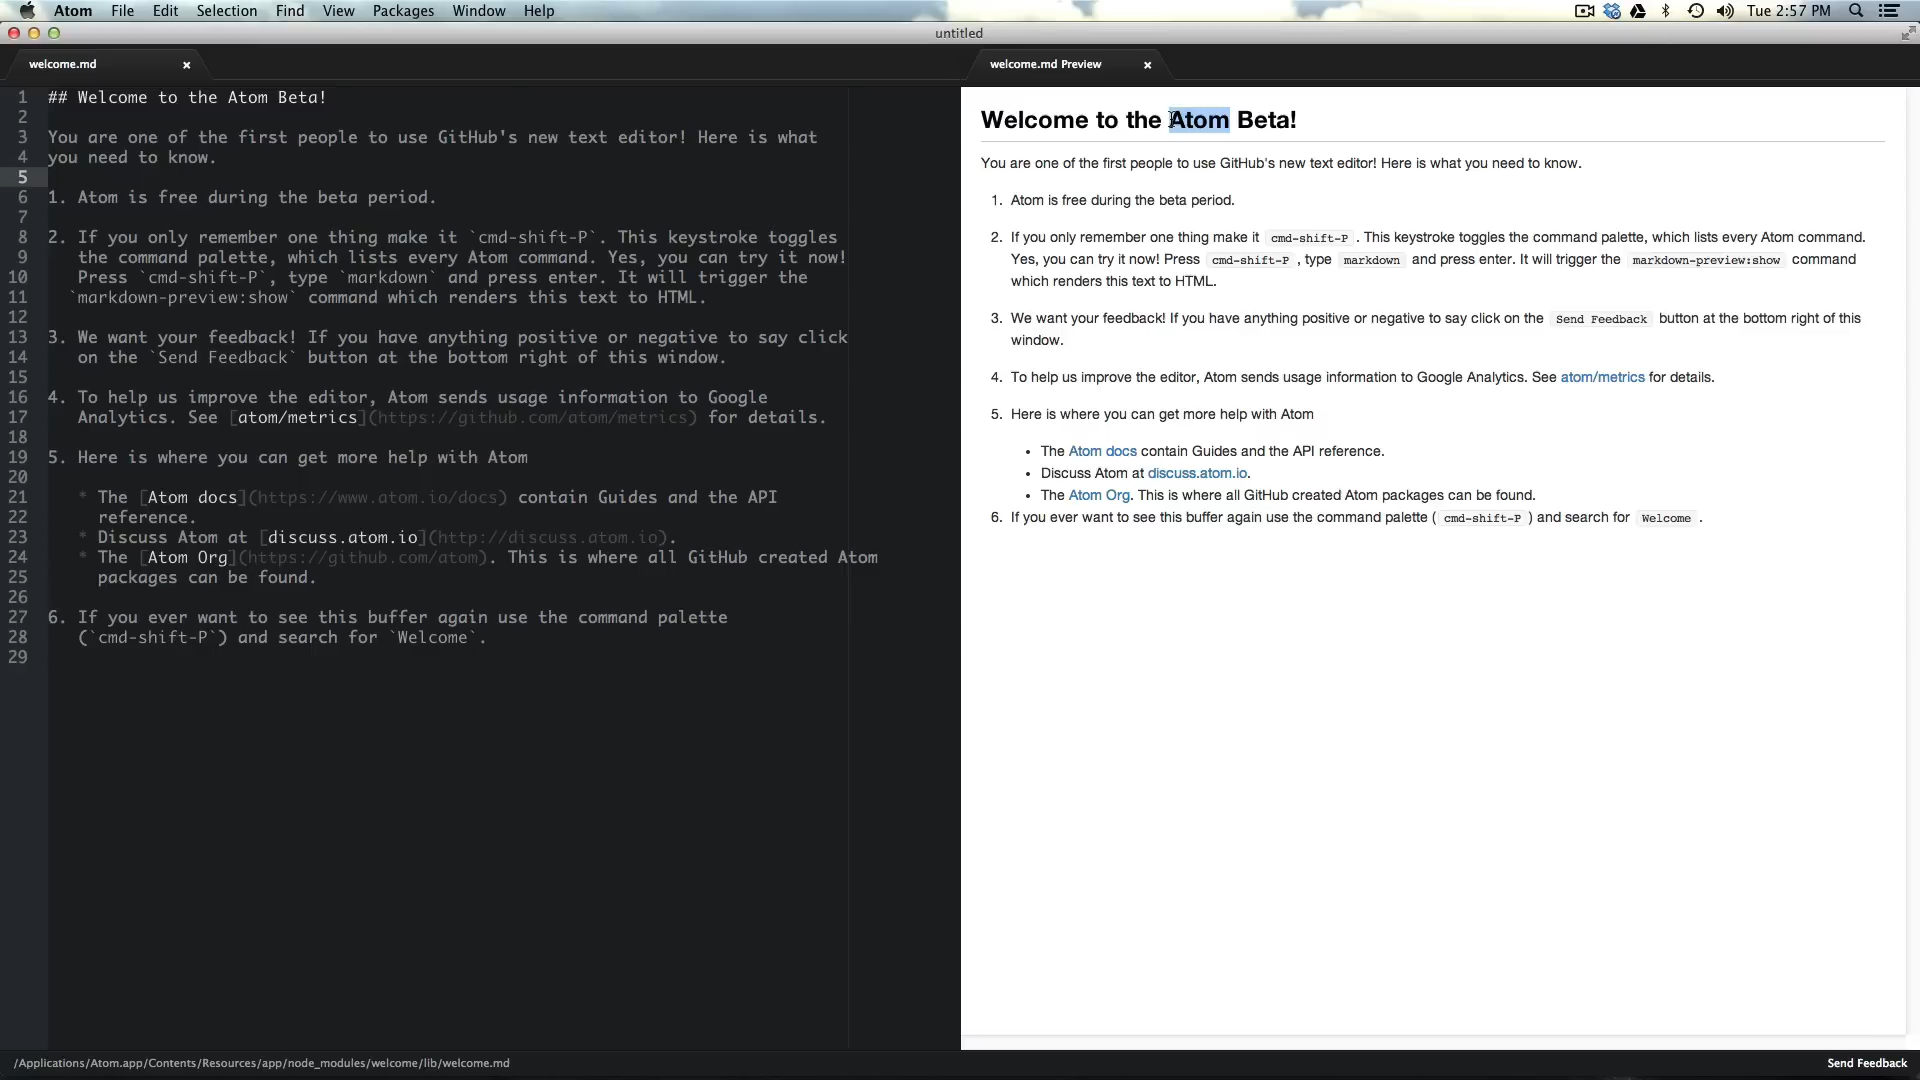 Atom File Edit Selection Find View Packages Window Help Tue 2:57 PM
untitled
welcome.md
welcome.md Preview
1 ## Welcome to the Atom Beta!
2
3 You are one of the first people to use GitHub's new text editor! Here is what
4 you need to know.
5
6 1. Atom is free during the beta period.
7
8 2. If you only remember one thing make it `cmd-shift-P`. This keystroke toggles
9 the command palette, which lists every Atom command. Yes, you can try it now!
10 Press `cmd-shift-P`, type `markdown` and press enter. It will trigger the
11 `markdown-preview:show` command which renders this text to HTML.
12
13 3. We want your feedback! If you have anything positive or negative to say click
14 on the `Send Feedback` button at the bottom right of this window.
15
16 4. To help us improve the editor, Atom sends usage information to Google
17 Analytics. See [atom/metrics](https://github.com/atom/metrics) for details.
18
19 5. Here is where you can get more help with Atom
20
21 * The [Atom docs](https://www.atom.io/docs) contain Guides and the API
22 reference.
23 * Discuss Atom at [discuss.atom.io](http://discuss.atom.io).
24 * The [Atom Org](https://github.com/atom). This is where all GitHub created Atom
25 packages can be found.
26
27 6. If you ever want to see this buffer again use the command palette
28 (`cmd-shift-P`) and search for `Welcome`.
29
Welcome to the Atom Beta!
You are one of the first people to use GitHub's new text editor! Here is what you need to know.
1. Atom is free during the beta period.
2. If you only remember one thing make it cmd-shift-P . This keystroke toggles the command palette, which lists every Atom command.
Yes, you can try it now! Press cmd-shift-P , type markdown and press enter. It will trigger the markdown-preview:show command
which renders this text to HTML.
3. We want your feedback! If you have anything positive or negative to say click on the Send Feedback button at the bottom right of this
window.
4. To help us improve the editor, Atom sends usage information to Google Analytics. See atom/metrics for details.
5. Here is where you can get more help with Atom
• The Atom docs contain Guides and the API reference.
• Discuss Atom at discuss.atom.io.
• The Atom Org. This is where all GitHub created Atom packages can be found.
6. If you ever want to see this buffer again use the command palette ( cmd-shift-P ) and search for Welcome .
/Applications/Atom.app/Contents/Resources/app/node_modules/welcome/lib/welcome.md
Send Feedback